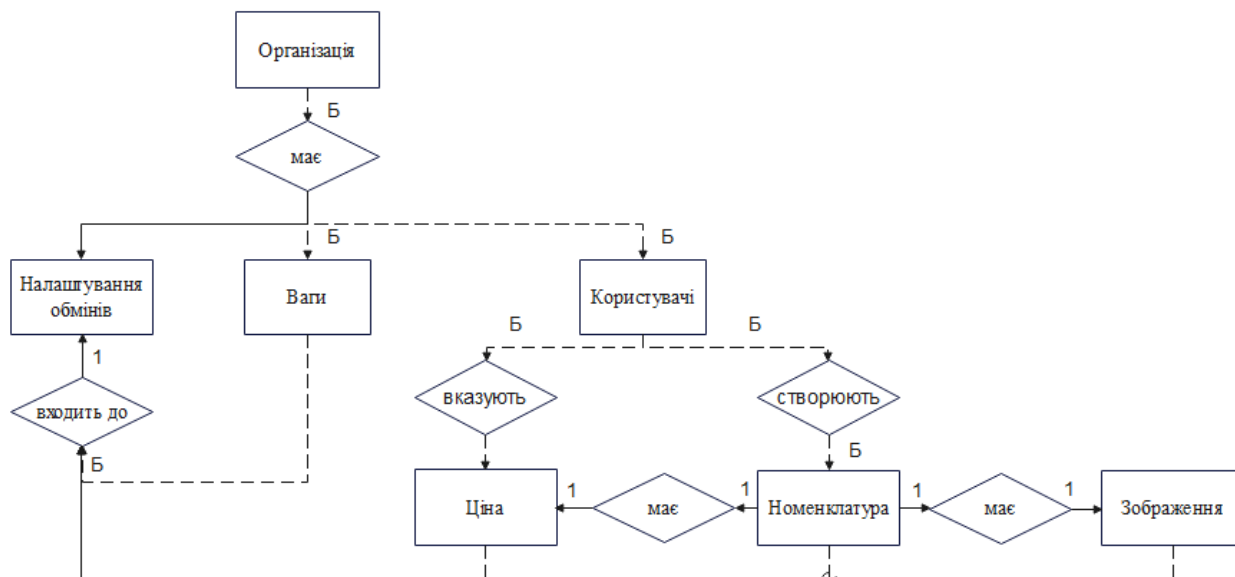 Організація
Б
має
Б
Б
Налаштування
обмінів
Ваги
Користувачі
Б
Б
1
входить до
вказують
створюють
Б
Б
Ціна
1
має
1
Номенклатура
1
має
1
Зображення